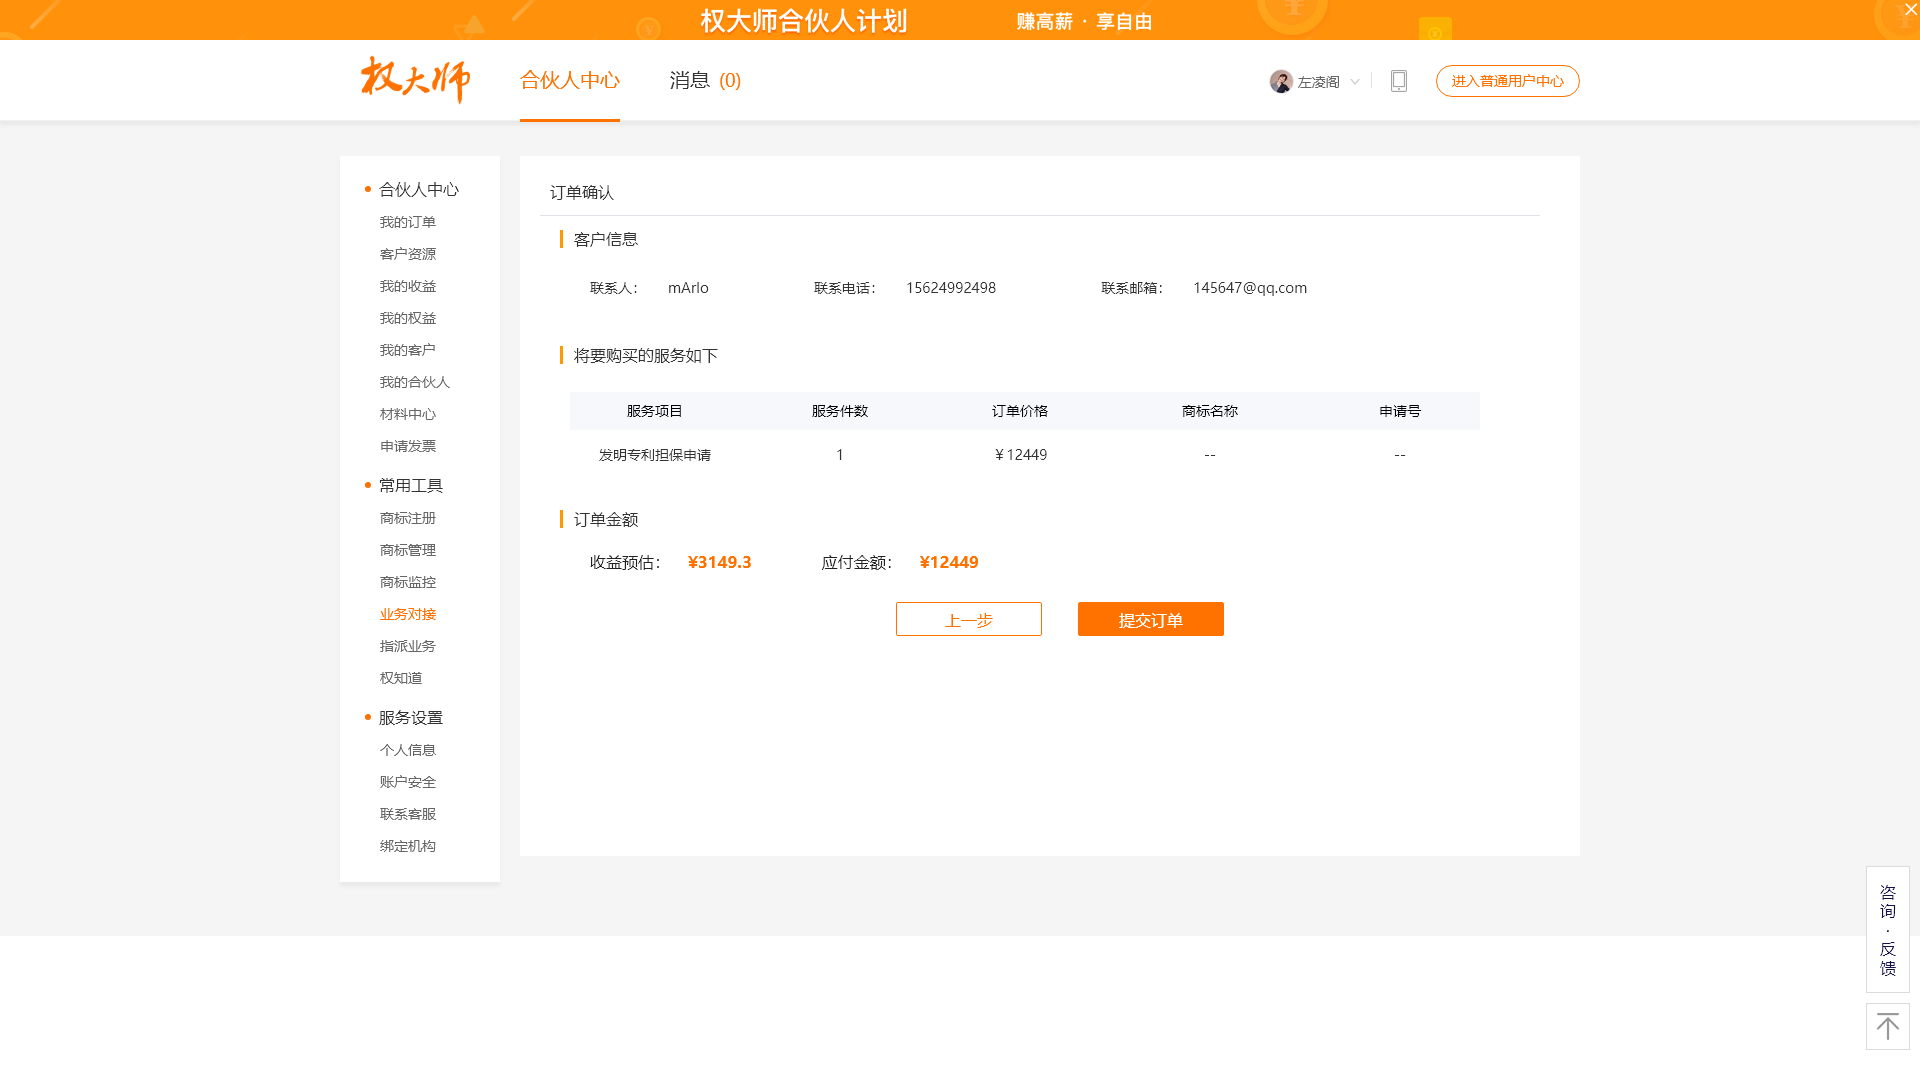 权大师合伙人计划 赚高薪 · 享自由
权大师 合伙人中心 消息 (0) 左凌阁 进入普通用户中心
合伙人中心
我的订单
客户资源
我的收益
我的权益
我的客户
我的合伙人
材料中心
申请发票
常用工具
商标注册
商标管理
商标监控
业务对接
指派业务
权知道
服务设置
个人信息
账户安全
联系客服
绑定机构
订单确认
客户信息
联系人： mArlo 联系电话： 15624992498 联系邮箱： 145647@qq.com
将要购买的服务如下
服务项目 服务件数 订单价格 商标名称 申请号
发明专利担保申请 1 ￥12449 -- --
订单金额
收益预估： ¥3149.3 应付金额： ¥12449
上一步 提交订单
咨
询
·
反
馈